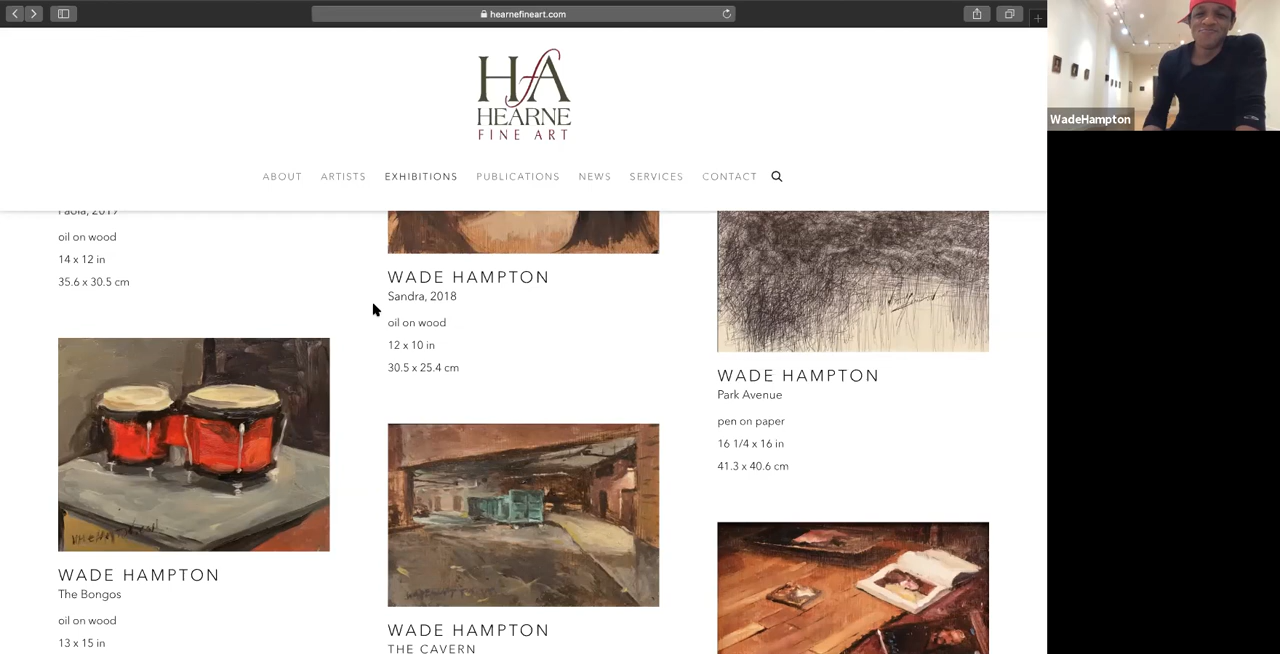 hearnefineart.com
HfA
HEARNE
FINE ART
WadeHampton
ABOUT ARTISTS EXHIBITIONS PUBLICATIONS NEWS SERVICES CONTACT
Paola, 2019
oil on wood
14 x 12 in
35.6 x 30.5 cm
WADE HAMPTON
The Bongos
oil on wood
13 x 15 in
WADE HAMPTON
Sandra, 2018
oil on wood
12 x 10 in
30.5 x 25.4 cm
WADE HAMPTON
THE CAVERN
WADE HAMPTON
Park Avenue
pen on paper
16 1/4 x 16 in
41.3 x 40.6 cm